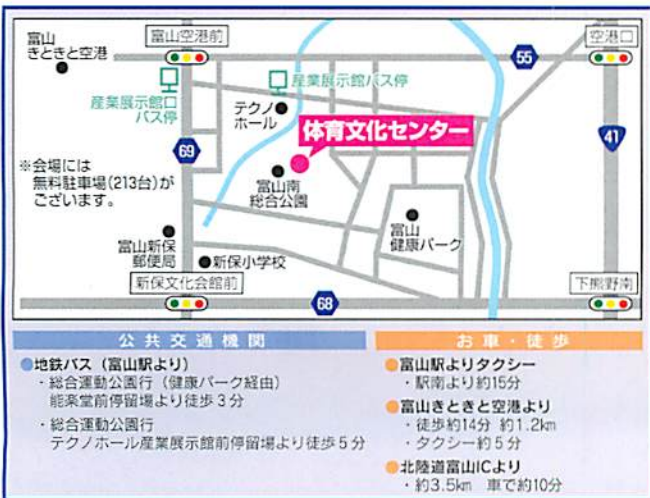 富山
きときと空港
富山空港前
55
空港口
産業展示館口
バス停
産業展示館バス停
テクノ
ホール
体育文化センター
69
41
※会場には
無料駐車場(213台)が
ございます。
富山南
総合公園
富山
健康パーク
富山新保
郵便局
新保小学校
新保文化会館前
68
下熊野南
公共交通機関
●地鉄バス(富山駅より)
・総合運動公園行(健康パーク経由)
能楽堂前停留場より徒歩3分
・総合運動公園行
テクノホール産業展示館前停留場より徒歩5分
お車・徒歩
●富山駅よりタクシー
・駅南より約15分
●富山きときと空港より
・徒歩約14分 約1.2km
・タクシー約5分
●北陸道富山ICより
・約3.5km 車で約10分